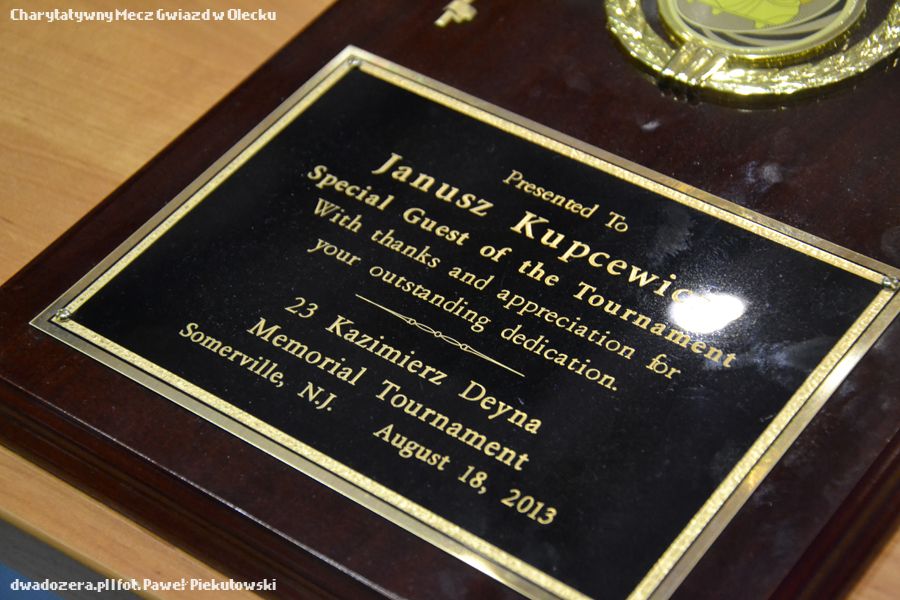 Charytatywny Mecz Gwiazd w Olecku
Presented To
Janusz Kupcewicz
Special Guest of the Tournament
With thanks and appreciation for
your outstanding dedication.
23 Kazimierz Deyna
Memorial Tournament
Somerville, N.J.
August 18, 2013
dwadozera.pl|fot. Paweł Piekutowski